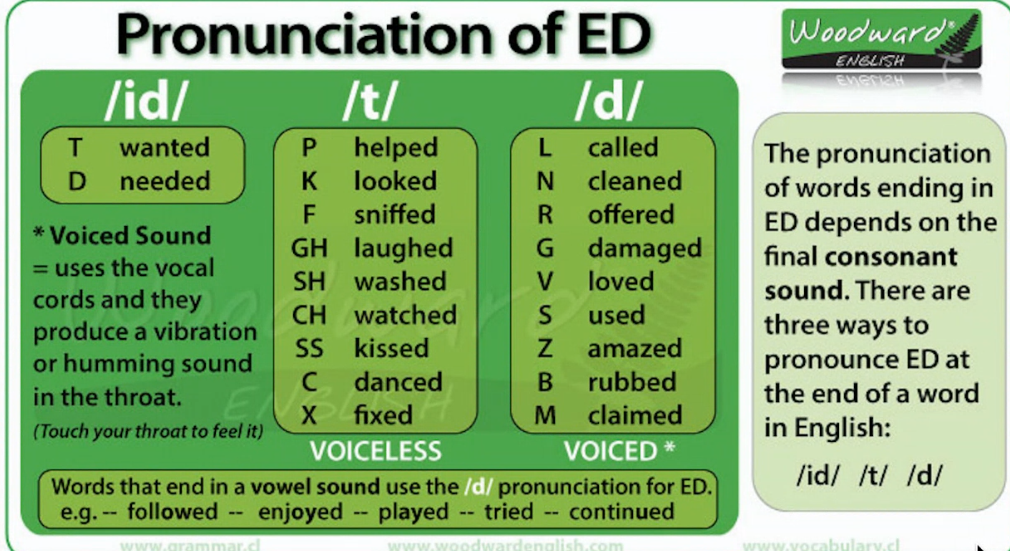 Pronunciation of ED
Woodward®
ENGLISH
/id/
T wanted
D needed
* Voiced Sound
= uses the vocal
cords and they
produce a vibration
or humming sound
in the throat.
(Touch your throat to feel it)
/t/
P helped
K looked
F sniffed
GH laughed
SH washed
CH watched
SS kissed
C danced
X fixed
VOICELESS
/d/
L called
N cleaned
R offered
G damaged
V loved
S used
Z amazed
B rubbed
M claimed
VOICED *
Words that end in a vowel sound use the /d/ pronunciation for ED.
e.g. -- followed -- enjoyed -- played -- tried -- continued
The pronunciation
of words ending in
ED depends on the
final consonant
sound. There are
three ways to
pronounce ED at
the end of a word
in English:
/id/ /t/ /d/
www.grammar.cl www.woodwardenglish.com www.vocabulary.cl